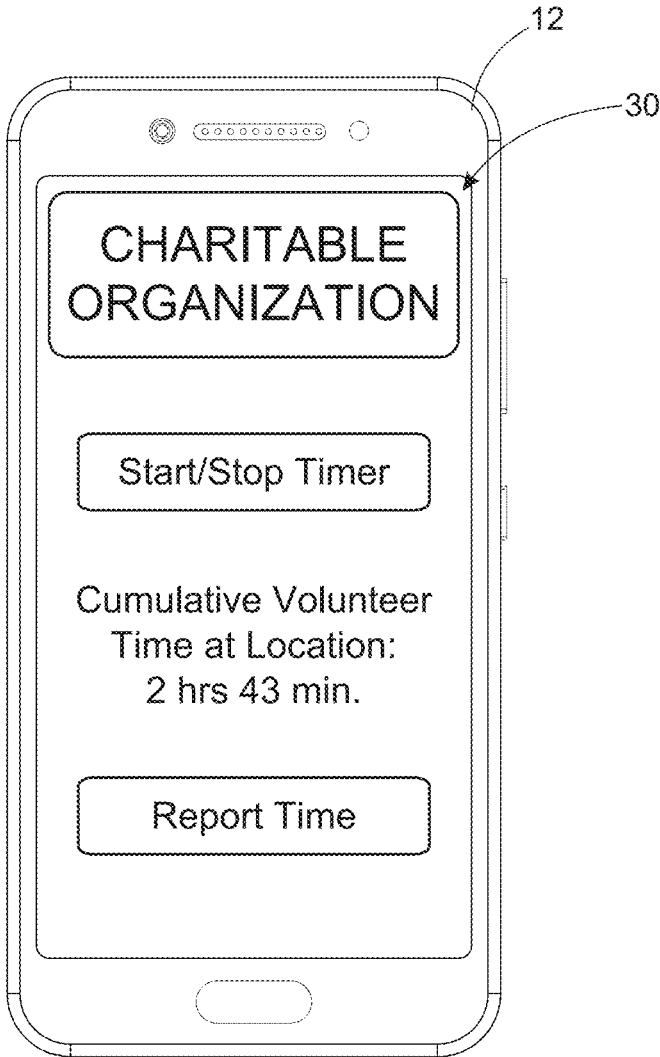 12
30
CHARITABLE
ORGANIZATION
Start/Stop Timer
Cumulative Volunteer
Time at Location:
2 hrs 43 min.
Report Time